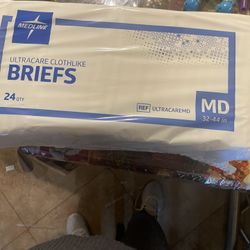 MEDLINE
ULTRACARE CLOTHLIKE
BRIEFS
24 QTY
REF ULTRACAREMD
MD
32-44 in